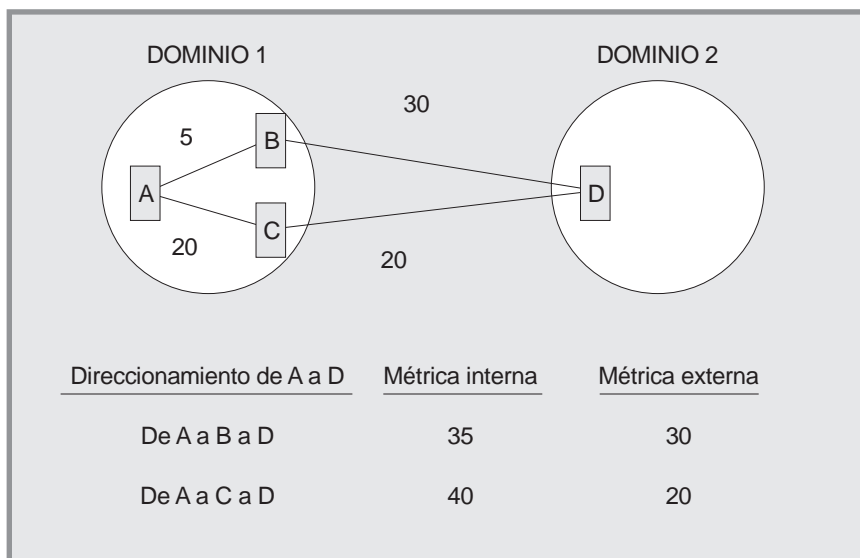 DOMINIO 1
DOMINIO 2
30
5
B
A
D
C
20
20
Direccionamiento de A a D
Métrica interna
Métrica externa
De A a B a D
35
30
De A a C a D
40
20